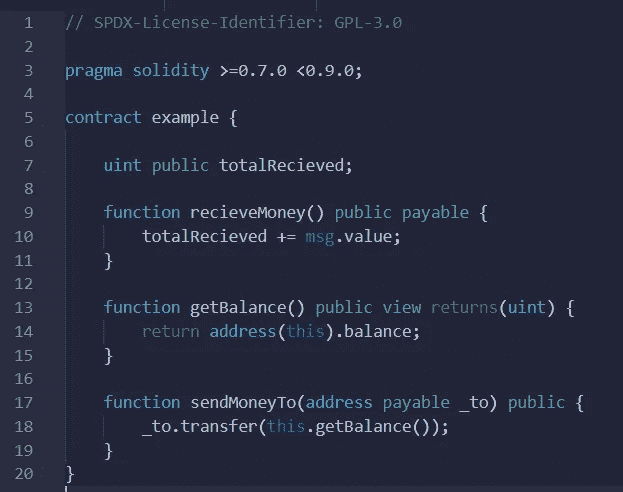 1 // SPDX-License-Identifier: GPL-3.0
2
3 pragma solidity >=0.7.0 <0.9.0;
4
5 contract example {
6
7     uint public totalRecieved;
8
9     function recieveMoney() public payable {
10         totalRecieved += msg.value;
11     }
12
13     function getBalance() public view returns(uint) {
14         return address(this).balance;
15     }
16
17     function sendMoneyTo(address payable _to) public {
18         _to.transfer(this.getBalance());
19     }
20 }